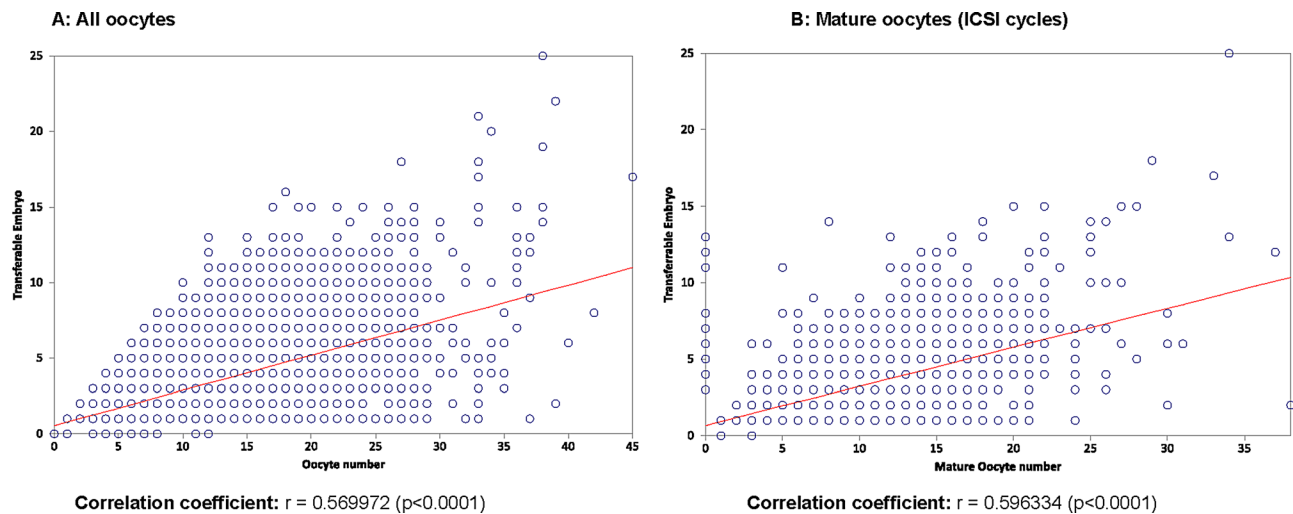 A: All oocytes
25
20
15
10
5
0
Transferable Embryo
0 5 10 15 20 25 30 35 40 45
Oocyte number
Correlation coefficient: r = 0.569972 (p<0.0001)
B: Mature oocytes (ICSI cycles)
25
20
15
10
5
0
Transferrable Embryo
0 5 10 15 20 25 30 35
Mature Oocyte number
Correlation coefficient: r = 0.596334 (p<0.0001)